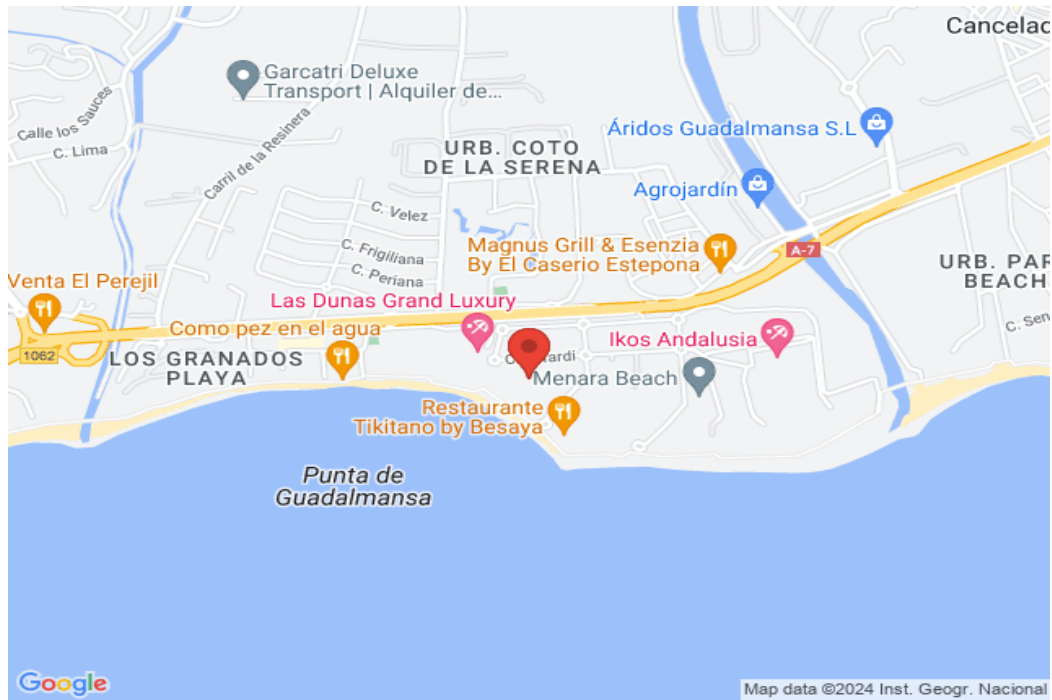 Cancelad
Garcatri Deluxe
Transport | Alquiler de...
Calle los Sauces
C. Lima
Carril de la Resinera
URB. COTO
DE LA SERENA
Áridos Guadalmansa S.L
Agrojardín
C. Velez
C. Frigiliana
C. Periana
Magnus Grill & Esenzia
By El Caserio Estepona
A-7
URB. PAR
BEACH
C. Sen
Venta El Perejil
1062
Las Dunas Grand Luxury
Como pez en el agua
LOS GRANADOS
PLAYA
Ikos Andalusia
Menara Beach
Restaurante
Tikitano by Besaya
Punta de
Guadalmansa
Google
Map data ©2024 Inst. Geogr. Nacional